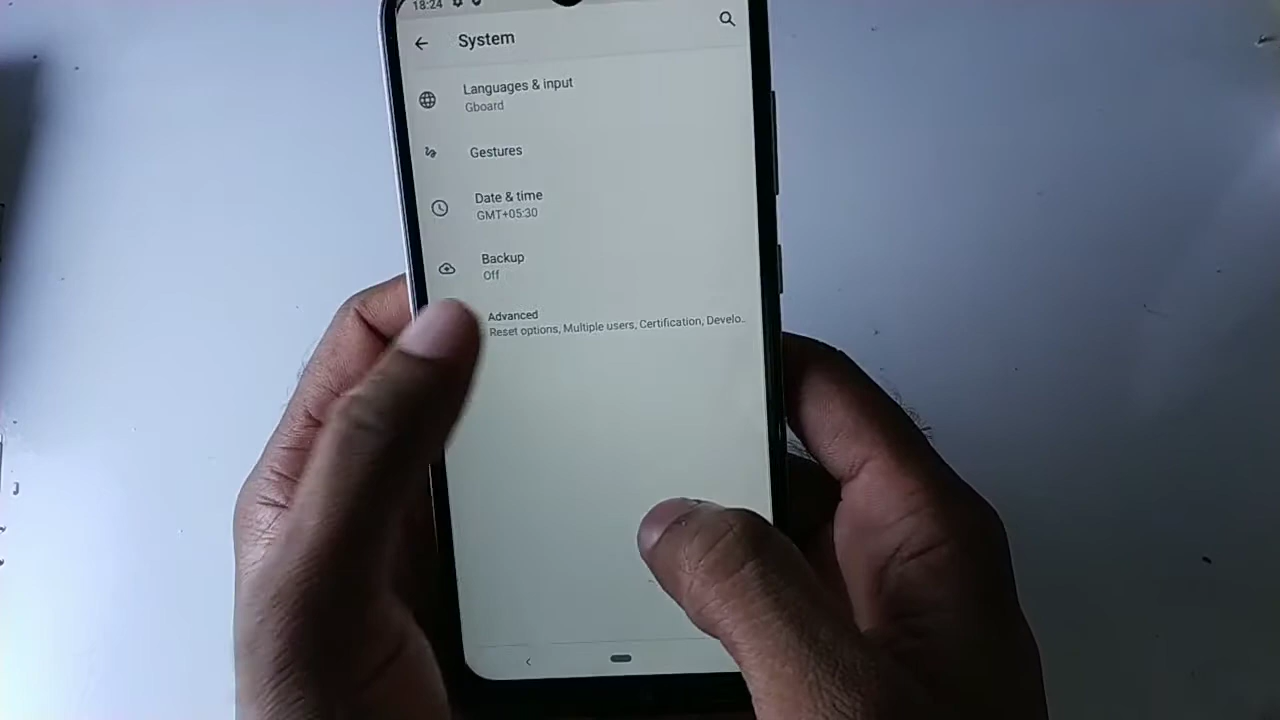 18:24
System
Languages & input
Gboard
Gestures
Date & time
GMT+05:30
Backup
Off
Advanced
Reset options, Multiple users, Certification, Develo..